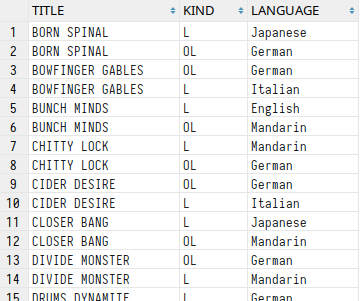 TITLE KIND LANGUAGE
1 BORN SPINAL L Japanese
2 BORN SPINAL OL German
3 BOWFINGER GABLES OL German
4 BOWFINGER GABLES L Italian
5 BUNCH MINDS L English
6 BUNCH MINDS OL Mandarin
7 CHITTY LOCK L Mandarin
8 CHITTY LOCK OL German
9 CIDER DESIRE OL German
10 CIDER DESIRE L Italian
11 CLOSER BANG L Japanese
12 CLOSER BANG OL Mandarin
13 DIVIDE MONSTER OL German
14 DIVIDE MONSTER L Mandarin
15 DRUMS DYNAMITE L German